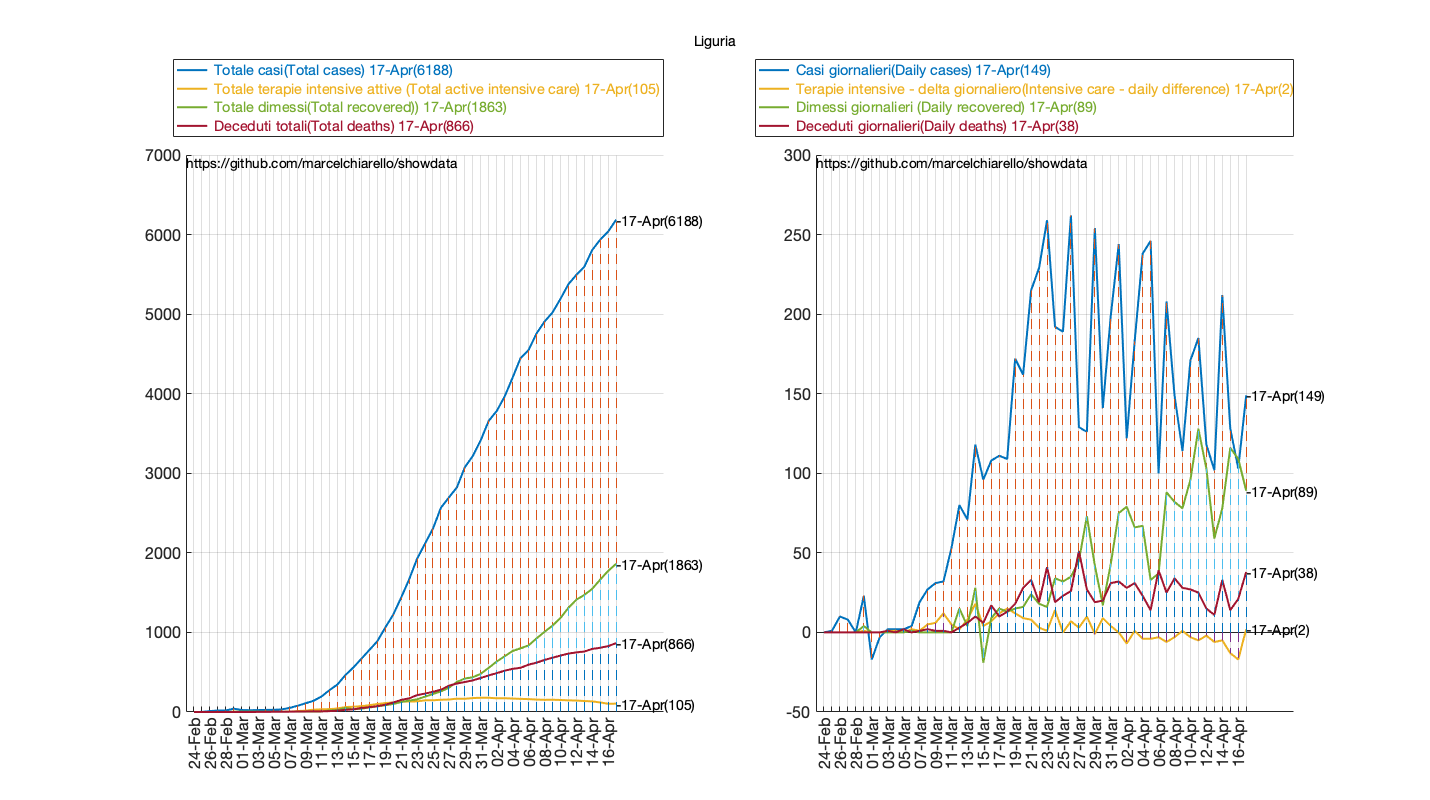 Liguria
Totale casi(Total cases) 17-Apr(6188)
Totale terapie intensive attive (Total active intensive care) 17-Apr(105)
Totale dimessi(Total recovered)) 17-Apr(1863)
Deceduti totali(Total deaths) 17-Apr(866)
7000
https://github.com/marcelchiarello/showdata
17-Apr(6188)
6000
5000
4000
3000
2000
17-Apr(1863)
1000
17-Apr(866)
17-Apr(105)
0
24-Feb
26-Feb
28-Feb
01-Mar
03-Mar
05-Mar
07-Mar
09-Mar
11-Mar
13-Mar
15-Mar
17-Mar
19-Mar
21-Mar
23-Mar
25-Mar
27-Mar
29-Mar
31-Mar
02-Apr
04-Apr
06-Apr
08-Apr
10-Apr
12-Apr
14-Apr
16-Apr
Casi giornalieri(Daily cases) 17-Apr(149)
Terapie intensive - delta giornaliero(Intensive care - daily difference) 17-Apr(2)
Dimessi giornalieri (Daily recovered) 17-Apr(89)
Deceduti giornalieri(Daily deaths) 17-Apr(38)
300
https://github.com/marcelchiarello/showdata
250
200
150
17-Apr(149)
100
17-Apr(89)
50
17-Apr(38)
0
17-Apr(2)
-50
24-Feb
26-Feb
28-Feb
01-Mar
03-Mar
05-Mar
07-Mar
09-Mar
11-Mar
13-Mar
15-Mar
17-Mar
19-Mar
21-Mar
23-Mar
25-Mar
27-Mar
29-Mar
31-Mar
02-Apr
04-Apr
06-Apr
08-Apr
10-Apr
12-Apr
14-Apr
16-Apr